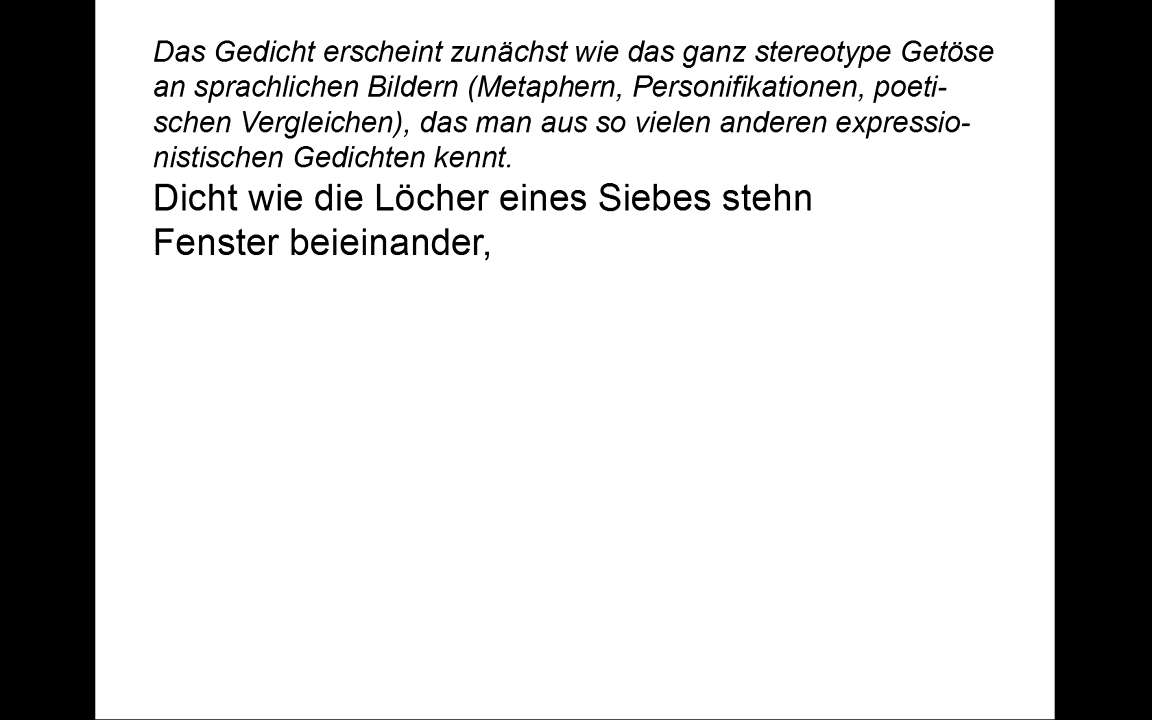 Das Gedicht erscheint zunächst wie das ganz stereotype Getöse
an sprachlichen Bildern (Metaphern, Personifikationen, poeti-
schen Vergleichen), das man aus so vielen anderen expressio-
nistischen Gedichten kennt.
Dicht wie die Löcher eines Siebes stehn
Fenster beieinander,